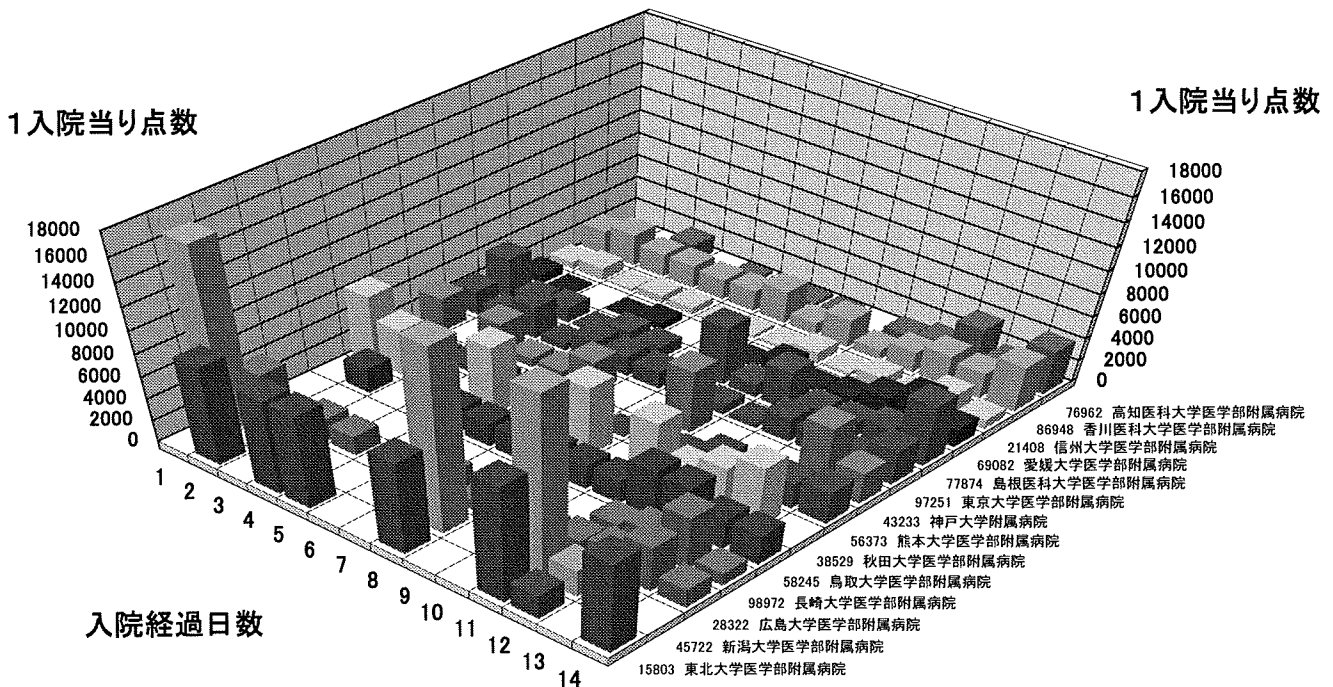 1入院当り点数
18000
16000
14000
12000
10000
8000
6000
4000
2000
0
1入院当り点数
18000
16000
14000
12000
10000
8000
6000
4000
2000
0
1
2
3
4
5
6
7
8
9
10
11
12
13
14
入院経過日数
76962 高知医科大学医学部附属病院
86948 香川医科大学医学部附属病院
21408 信州大学医学部附属病院
69082 愛媛大学医学部附属病院
77874 島根医科大学医学部附属病院
97251 東京大学医学部附属病院
43233 神戸大学附属病院
56373 熊本大学医学部附属病院
38529 秋田大学医学部附属病院
58245 鳥取大学医学部附属病院
98972 長崎大学医学部附属病院
28322 広島大学医学部附属病院
45722 新潟大学医学部附属病院
15803 東北大学医学部附属病院